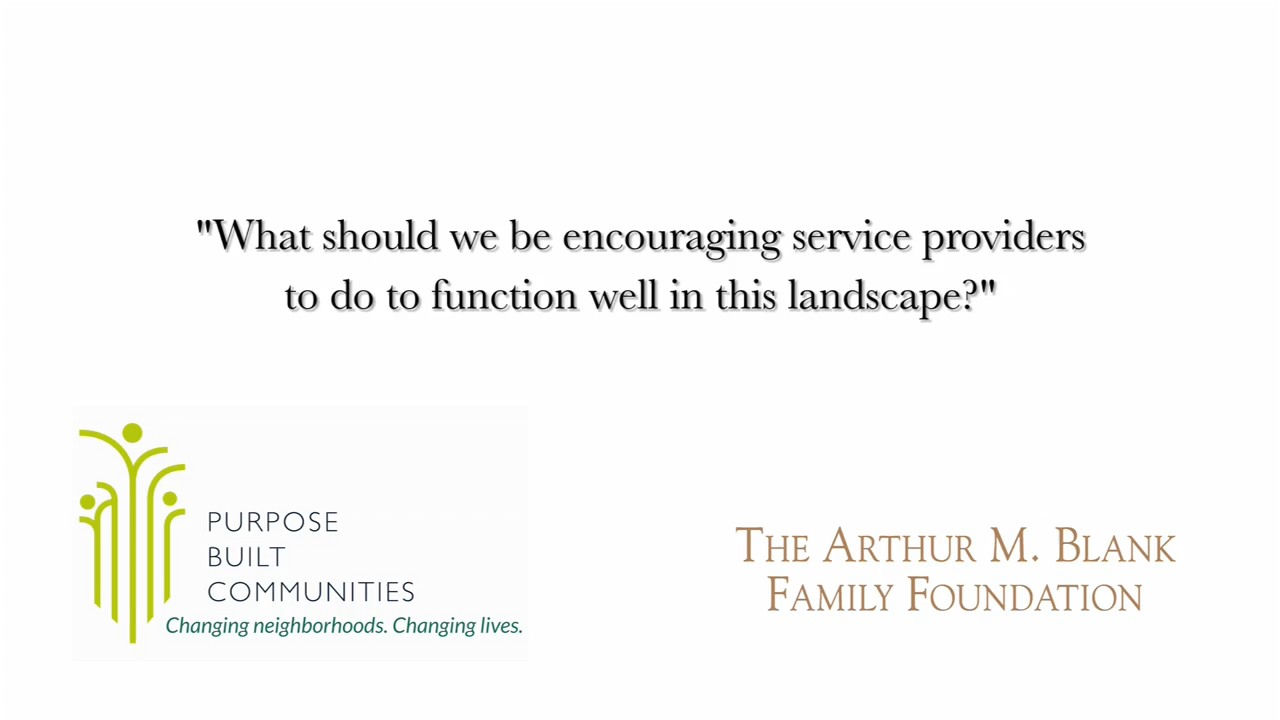 "What should we be encouraging service providers
to do to function well in this landscape?"
PURPOSE
BUILT
COMMUNITIES
Changing neighborhoods. Changing lives.
THE ARTHUR M. BLANK
FAMILY FOUNDATION